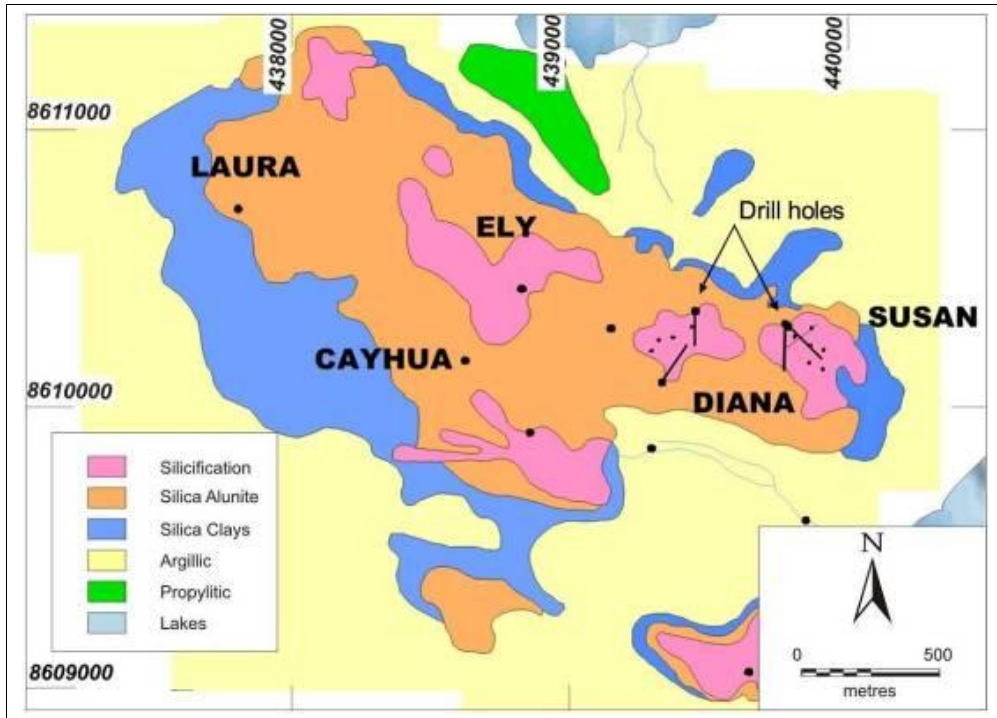 438000
439000
440000
8611000
LAURA
ELY
Drill holes
SUSAN
CAYHUA
DIANA
8610000
Silicification
Silica Alunite
Silica Clays
Argillic
Propylitic
Lakes
N
0 500
metres
8609000